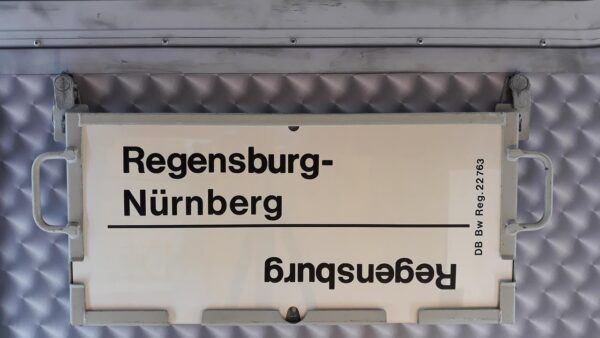 Regensburg-
Nürnberg
Regensburg
DB Bw Reg. 22763